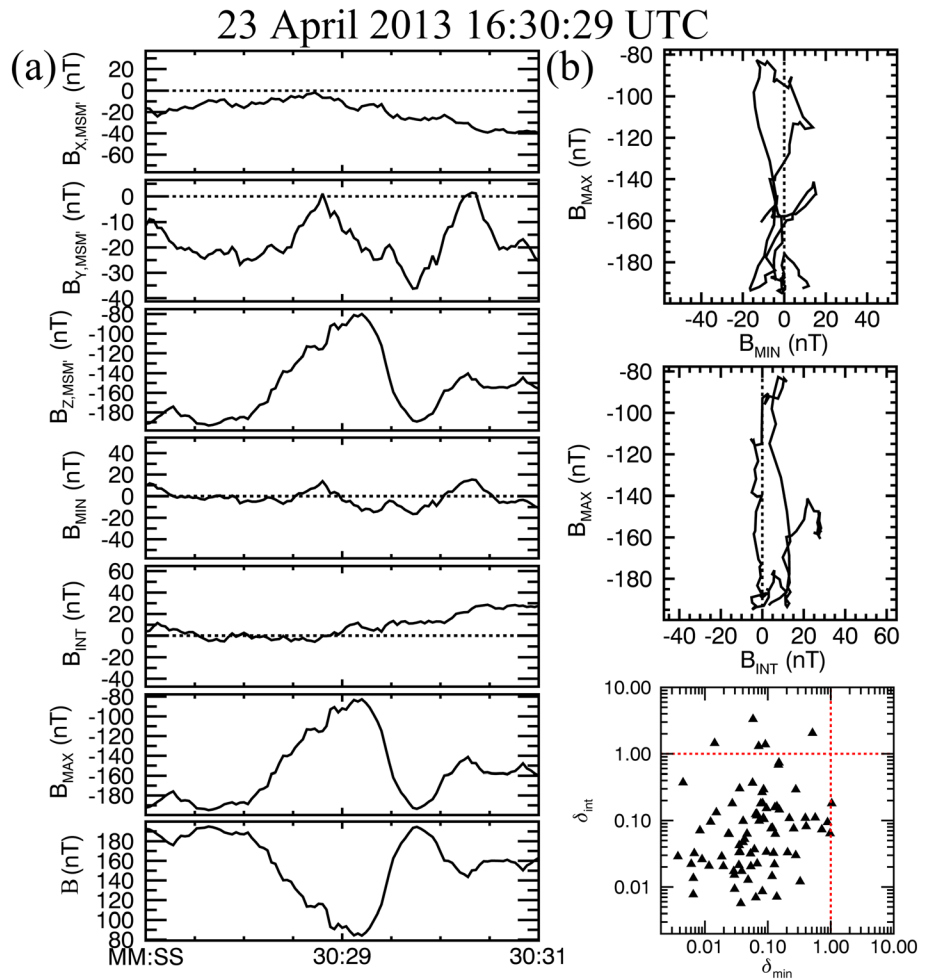 23 April 2013 16:30:29 UTC
(a)
B_X,MSM' (nT)
20
0
-20
-40
-60
B_Y,MSM' (nT)
0
-10
-20
-30
-40
B_Z,MSM' (nT)
-80
-100
-120
-140
-160
-180
B_MIN (nT)
40
20
0
-20
-40
B_INT (nT)
60
40
20
0
-20
-40
B_MAX (nT)
-80
-100
-120
-140
-160
-180
B (nT)
180
160
140
120
100
80
MM:SS 30:29 30:31
(b)
B_MAX (nT)
-80
-100
-120
-140
-160
-180
-40 -20 0 20 40
B_MIN (nT)
B_MAX (nT)
-80
-100
-120
-140
-160
-180
-40 -20 0 20 40 60
B_INT (nT)
δ_int
10.00
1.00
0.10
0.01
0.01 0.10 1.00 10.00
δ_min